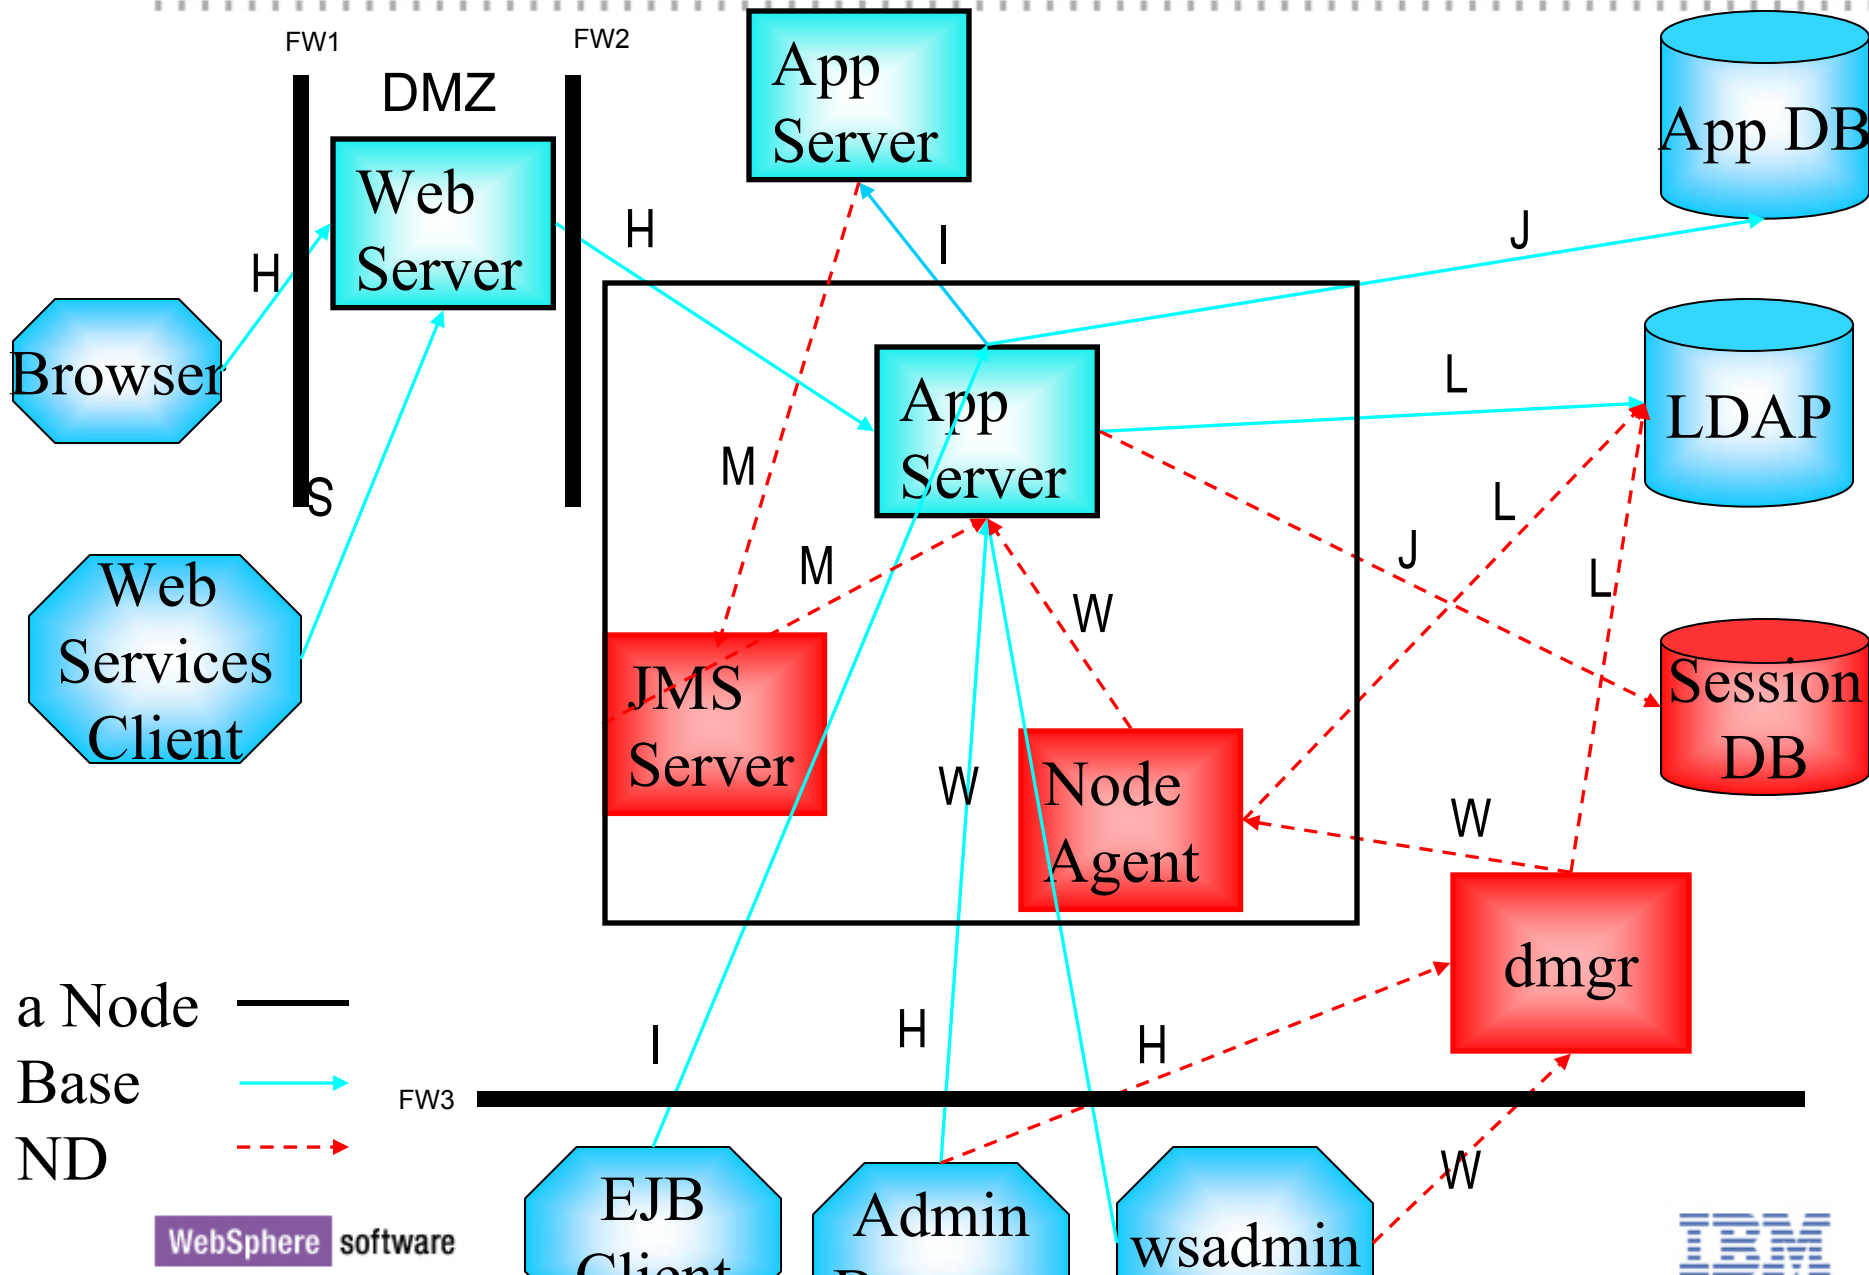 FW1
FW2
DMZ
App
Server
App DB
Web
Server
H
H
I
J
Browser
App
Server
L
LDAP
M
S
L
M
J
L
W
Web
Services
Client
JMS
Server
Session
DB
Node
Agent
W
W
dmgr
a Node
Base
ND
I
H
H
FW3
W
EJB
Client
Admin
wsadmin
WebSphere software
IBM